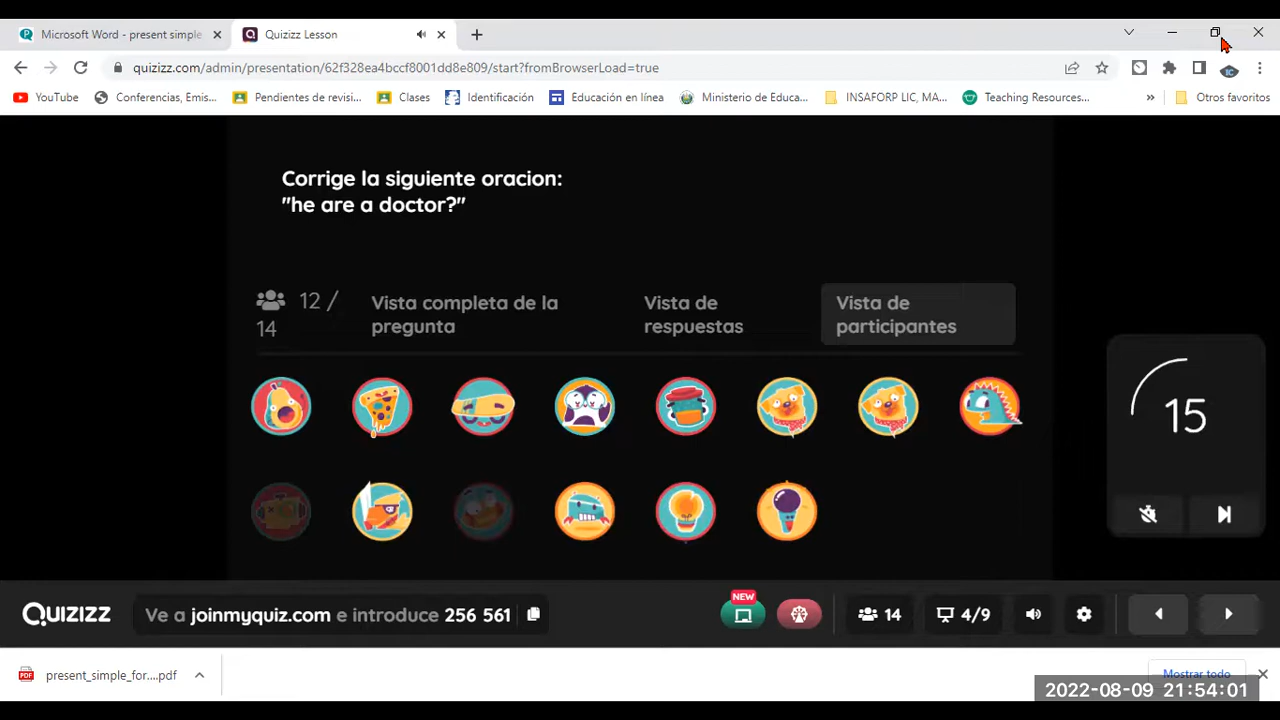 Microsoft Word - present simple
Quizizz Lesson
quizizz.com/admin/presentation/62f328ea4bccf8001dd8e809/start?fromBrowserLoad=true
YouTube
Conferencias, Emis...
Pendientes de revisi...
Clases
Identificación
Educación en línea
Ministerio de Educa...
INSAFORP LIC, MA...
Teaching Resources...
»
Otros favoritos
Corrige la siguiente oracion:
"he are a doctor?"
12 /
14
Vista completa de la
pregunta
Vista de
respuestas
Vista de
participantes
15
QUIZIZZ
Ve a joinmyquiz.com e introduce 256 561
NEW
14
4/9
PDF
present_simple_for....pdf
Mostrar todo
2022-08-09 21:54:01